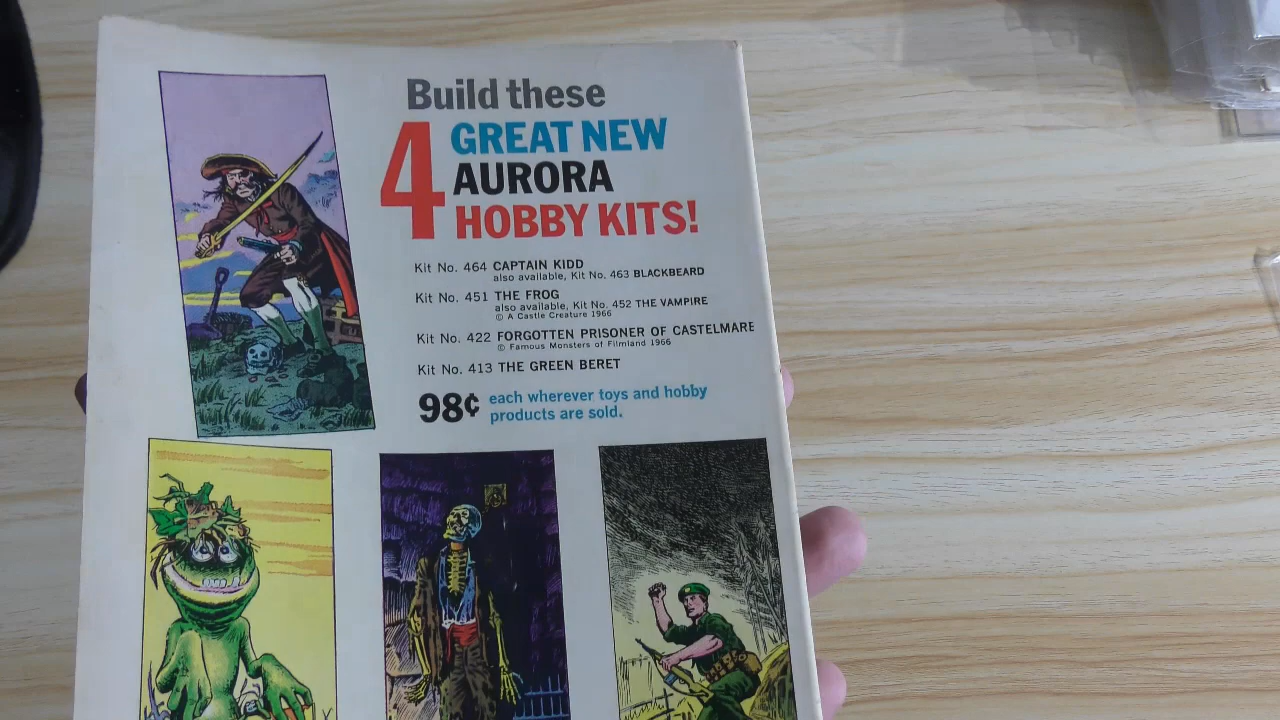 Build these
4 GREAT NEW
AURORA
HOBBY KITS!
Kit No. 464 CAPTAIN KIDD
also available, Kit No. 463 BLACKBEARD
Kit No. 451 THE FROG
also available, Kit No. 452 THE VAMPIRE
© A Castle Creature 1966
Kit No. 422 FORGOTTEN PRISONER OF CASTELMARE
© Famous Monsters of Filmland 1966
Kit No. 413 THE GREEN BERET
98¢ each wherever toys and hobby
products are sold.